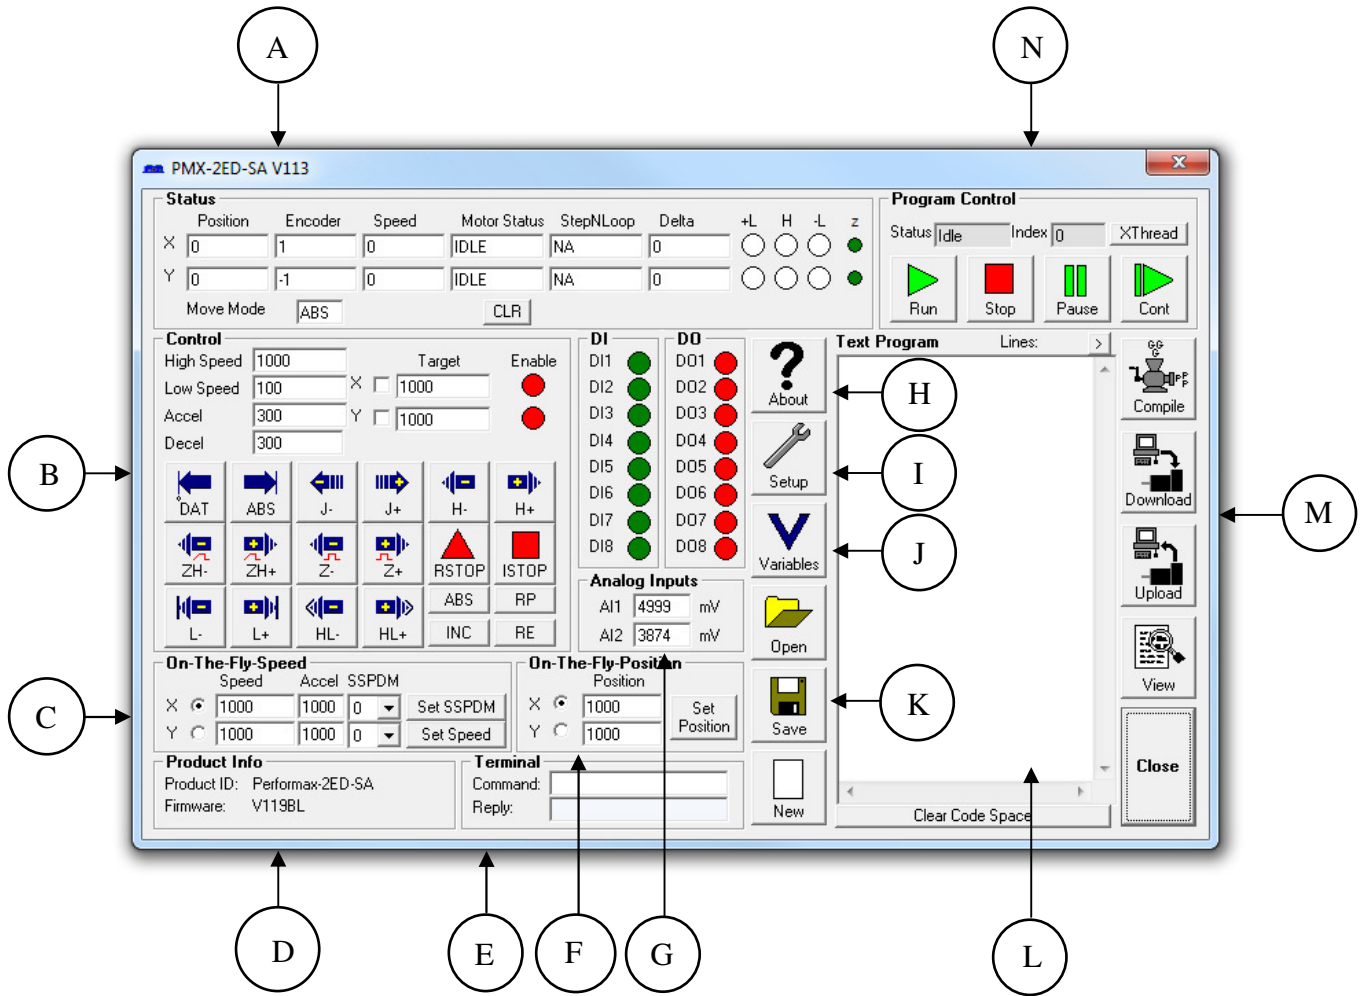 A
N
PMX-2ED-SA V113
Status
Position Encoder Speed Motor Status StepNLoop Delta +L H -L z
X 0 1 0 IDLE NA 0
Y 0 -1 0 IDLE NA 0
Move Mode ABS CLR
Program Control
Status Idle Index 0 XThread
Run Stop Pause Cont
Control
High Speed 1000
Low Speed 100
Accel 300
Decel 300
Target Enable
X 1000
Y 1000
DAT ABS J- J+ H- H+
ZH- ZH+ Z- Z+ RSTOP ISTOP
L- L+ HL- HL+ ABS RP
INC RE
DI
DI1
DI2
DI3
DI4
DI5
DI6
DI7
DI8
DO
DO1
DO2
DO3
DO4
DO5
DO6
DO7
DO8
Analog Inputs
AI1 4999 mV
AI2 3874 mV
About
Setup
Variables
Open
Save
New
Text Program Lines: >
Clear Code Space
Compile
Download
Upload
View
Close
On-The-Fly-Speed
Speed Accel SSPDM
X 1000 1000 0 Set SSPDM
Y 1000 1000 0 Set Speed
On-The-Fly-Position
Position
X 1000
Y 1000
Set Position
Product Info
Product ID: Performax-2ED-SA
Firmware: V119BL
Terminal
Command:
Reply:
B
C
D
E
F
G
H
I
J
K
L
M